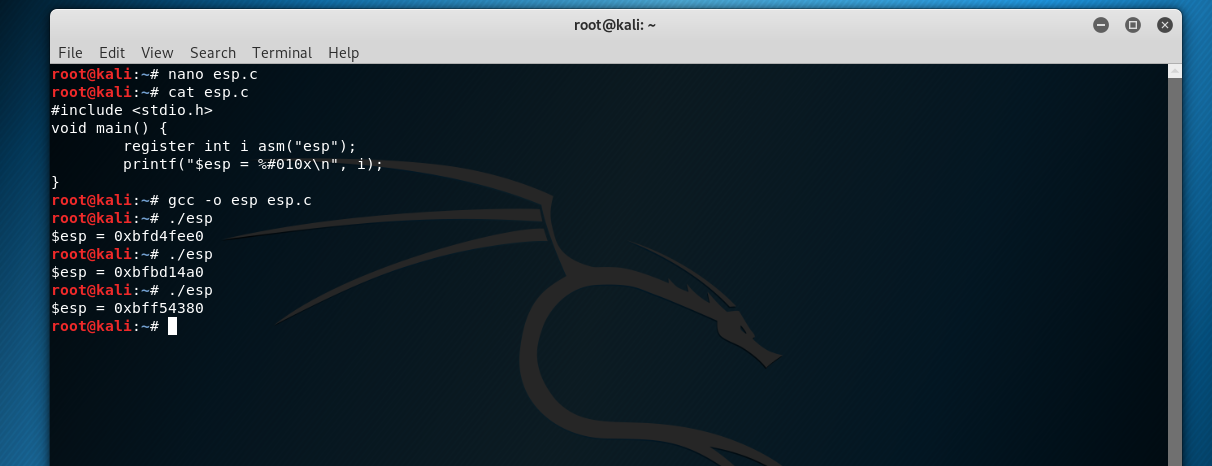 root@kali: ~
File Edit View Search Terminal Help
root@kali:~# nano esp.c
root@kali:~# cat esp.c
#include <stdio.h>
void main() {
        register int i asm("esp");
        printf("$esp = %#010x\n", i);
}
root@kali:~# gcc -o esp esp.c
root@kali:~# ./esp
$esp = 0xbfd4fee0
root@kali:~# ./esp
$esp = 0xbfbd14a0
root@kali:~# ./esp
$esp = 0xbff54380
root@kali:~#